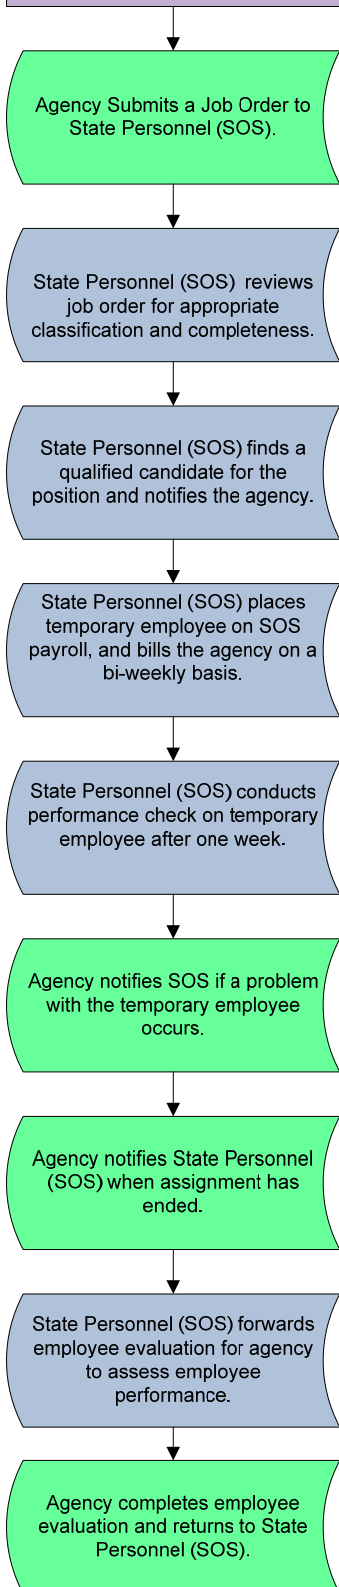 Agency Submits a Job Order to
State Personnel (SOS).
State Personnel (SOS) reviews
job order for appropriate
classification and completeness.
State Personnel (SOS) finds a
qualified candidate for the
position and notifies the agency.
State Personnel (SOS) places
temporary employee on SOS
payroll, and bills the agency on a
bi-weekly basis.
State Personnel (SOS) conducts
performance check on temporary
employee after one week.
Agency notifies SOS if a problem
with the temporary employee
occurs.
Agency notifies State Personnel
(SOS) when assignment has
ended.
State Personnel (SOS) forwards
employee evaluation for agency
to assess employee
performance.
Agency completes employee
evaluation and returns to State
Personnel (SOS).